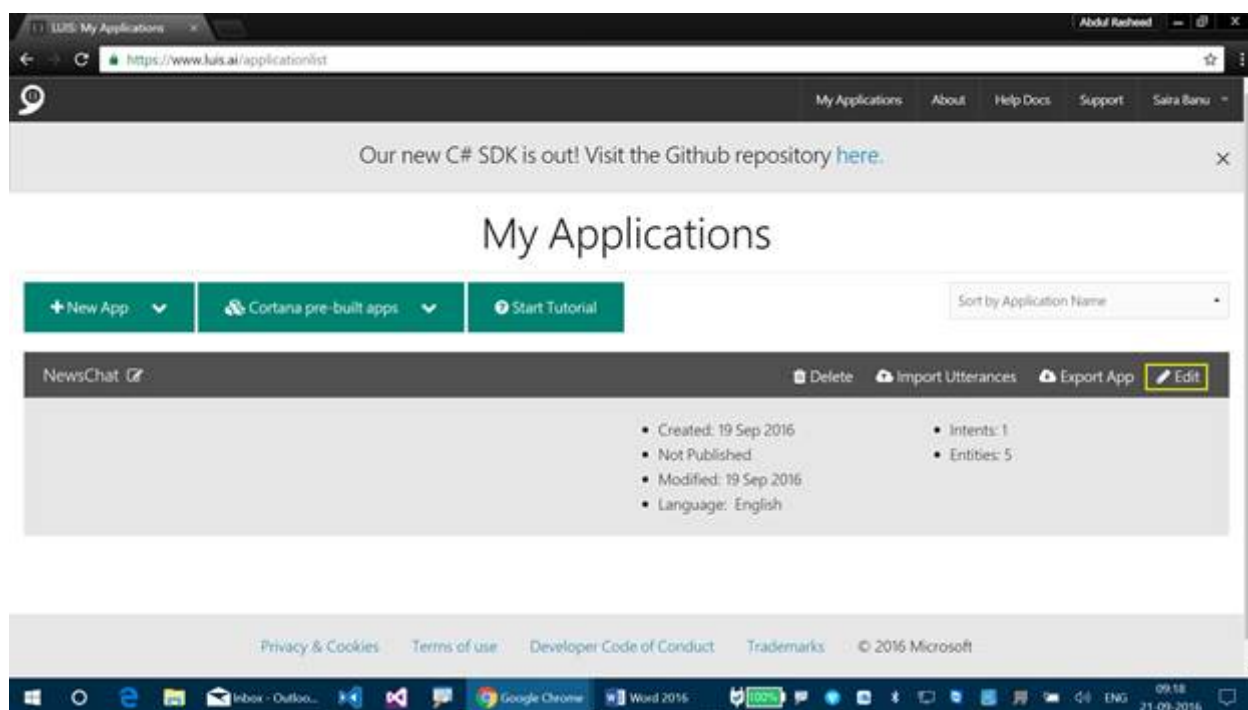 LUIS: My Applications
Abdul Rasheed
https://www.luis.ai/applicationlist
My Applications About Help Docs Support Saira Banu
Our new C# SDK is out! Visit the Github repository here.
My Applications
New App Cortana pre-built apps Start Tutorial Sort by Application Name
NewsChat Delete Import Utterances Export App Edit
Created: 19 Sep 2016 Intents: 1
Not Published Entities: 5
Modified: 19 Sep 2016
Language: English
Privacy & Cookies Terms of use Developer Code of Conduct Trademarks © 2016 Microsoft
Inbox - Outloo... Google Chrome Word 2016 100% ENG 09:18
21-09-2016